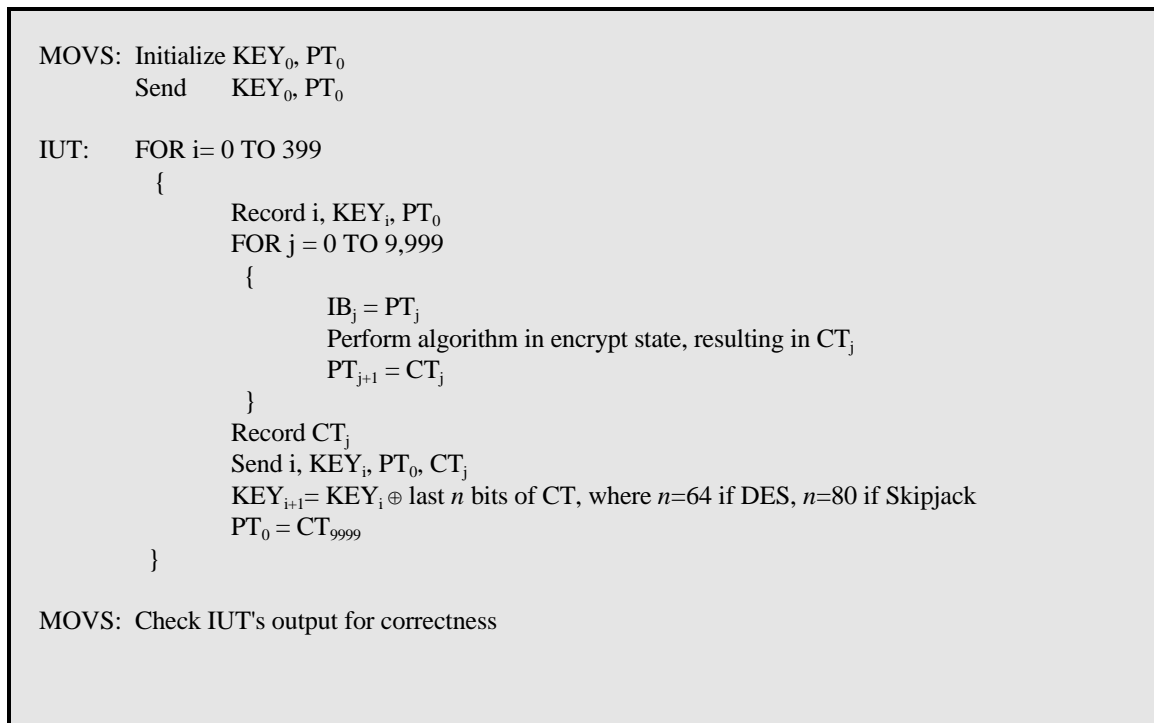 MOVS: Initialize KEY₀, PT₀
Send KEY₀, PT₀
IUT: FOR i= 0 TO 399
{
Record i, KEYᵢ, PT₀
FOR j = 0 TO 9,999
{
IBⱼ = PTⱼ
Perform algorithm in encrypt state, resulting in CTⱼ
PTⱼ₊₁ = CTⱼ
}
Record CTⱼ
Send i, KEYᵢ, PT₀, CTⱼ
KEYᵢ₊₁= KEYᵢ ⊕ last n bits of CT, where n=64 if DES, n=80 if Skipjack
PT₀ = CT₉₉₉₉
}
MOVS: Check IUT's output for correctness